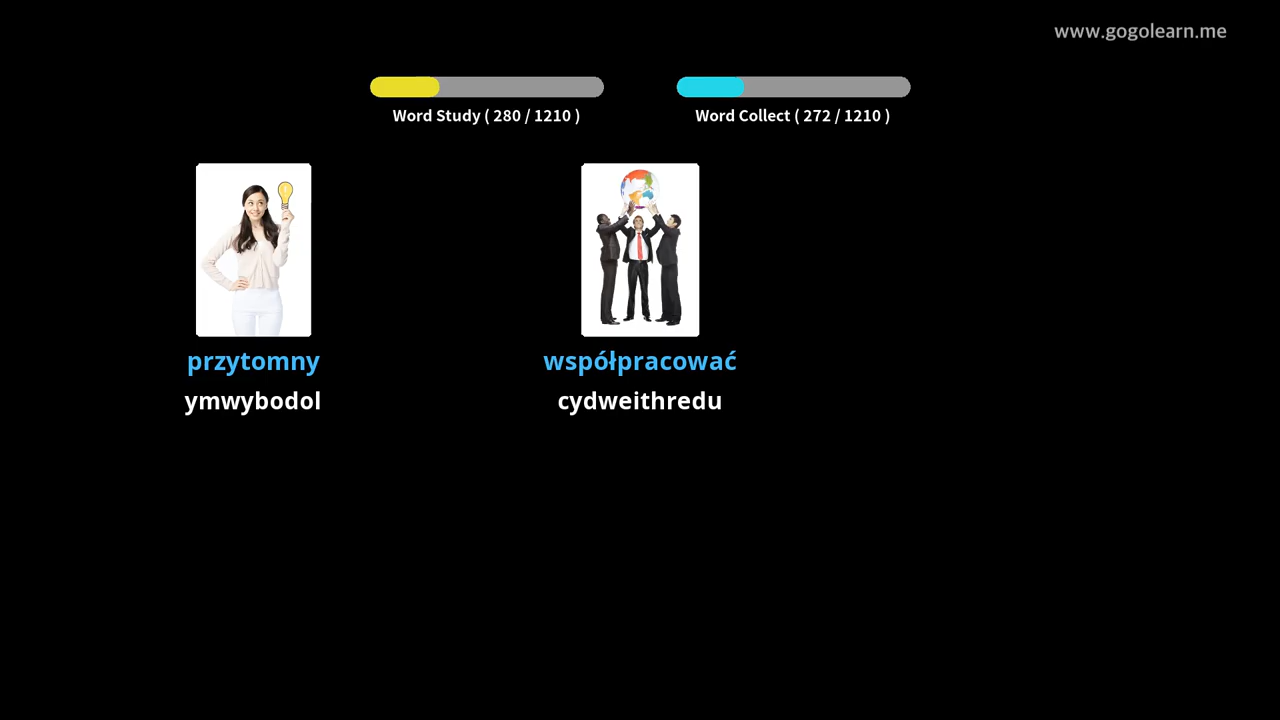 www.gogolearn.me
Word Study ( 280 / 1210 )
Word Collect ( 272 / 1210 )
przytomny
współpracować
ymwybodol
cydweithredu